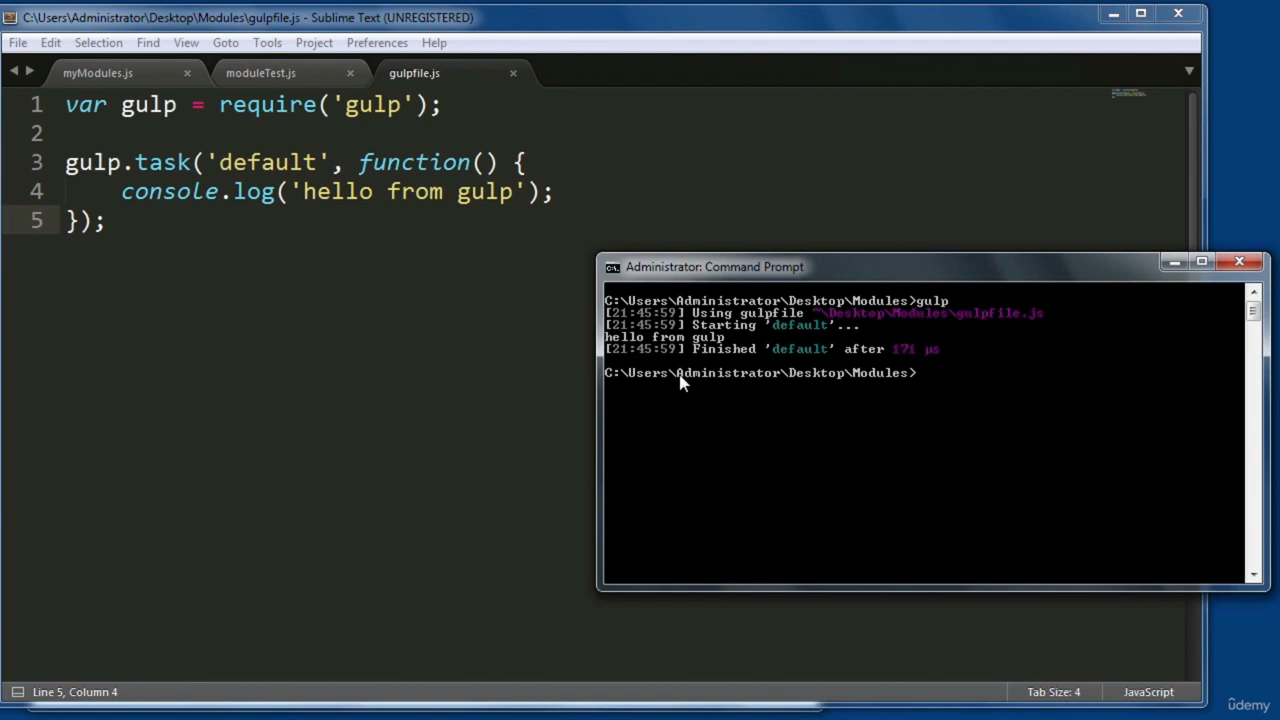 C:\Users\Administrator\Desktop\Modules\gulpfile.js - Sublime Text (UNREGISTERED)
File Edit Selection Find View Goto Tools Project Preferences Help
myModules.js × moduleTest.js × gulpfile.js ×
1 var gulp = require('gulp');
2
3 gulp.task('default', function() {
4 console.log('hello from gulp');
5 });
Administrator: Command Prompt
C:\Users\Administrator\Desktop\Modules>gulp
[21:45:59] Using gulpfile ~\Desktop\Modules\gulpfile.js
[21:45:59] Starting 'default'...
hello from gulp
[21:45:59] Finished 'default' after 171 μs
C:\Users\Administrator\Desktop\Modules>
Line 5, Column 4 Tab Size: 4 JavaScript
ûdemy